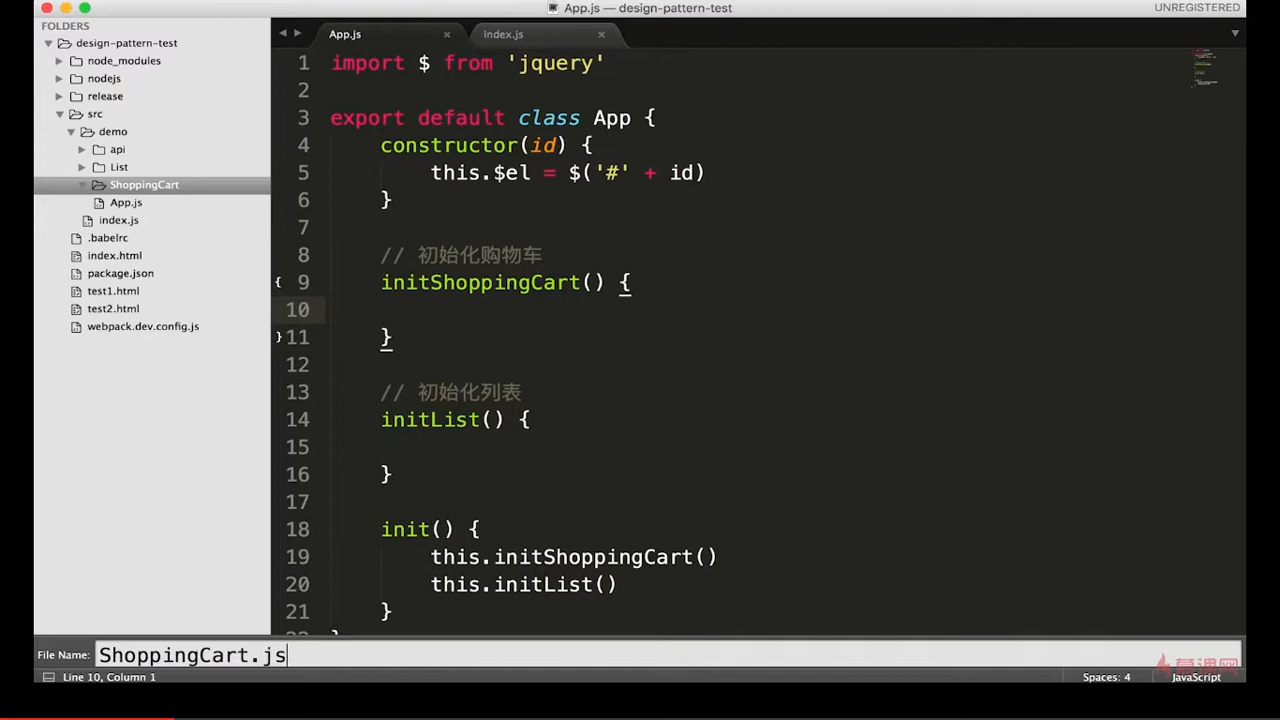 App.js — design-pattern-test
UNREGISTERED
FOLDERS
design-pattern-test
node_modules
nodejs
release
src
demo
api
List
ShoppingCart
App.js
index.js
.babelrc
index.html
package.json
test1.html
test2.html
webpack.dev.config.js
App.js × index.js ×
1 import $ from 'jquery'
2
3 export default class App {
4 constructor(id) {
5 this.$el = $('#' + id)
6 }
7
8 // 初始化购物车
9 initShoppingCart() {
10
11 }
12
13 // 初始化列表
14 initList() {
15
16 }
17
18 init() {
19 this.initShoppingCart()
20 this.initList()
21 }
22 }
File Name: ShoppingCart.js
慕课网
Line 10, Column 1
Spaces: 4
JavaScript